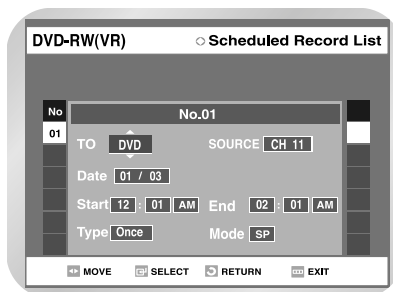 DVD-RW(VR) Scheduled Record List
No No.01
01
TO DVD SOURCE CH 11
Date 01 / 03
Start 12 : 01 AM End 02 : 01 AM
Type Once Mode SP
MOVE SELECT RETURN EXIT